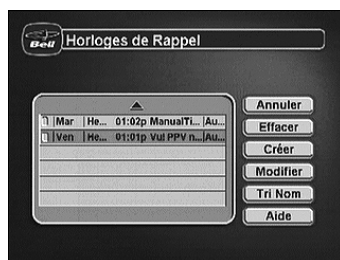 Bell
Horloges de Rappel
Mar He... 01:02p ManualTi... Au...
Ven He... 01:01p Vu! PPV n... Au...
Annuler
Effacer
Créer
Modifier
Tri Nom
Aide